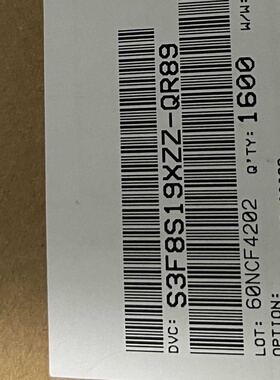 DVC: S3F8S19XZZ-QR89
LOT: 60NCF4202 Q'TY: 1600 W/W:
OPTION: